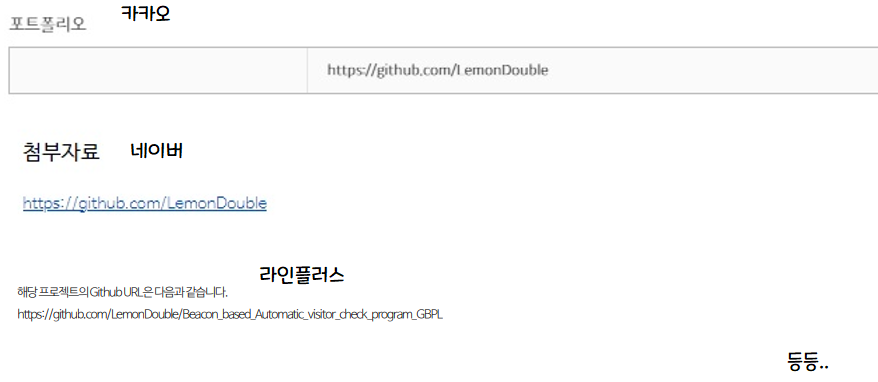 포트폴리오 카카오
https://github.com/LemonDouble
첨부자료 네이버
https://github.com/LemonDouble
라인플러스
해당 프로젝트의 Github URL은 다음과 같습니다.
https://github.com/LemonDouble/Beacon_based_Automatic_visitor_check_program_GBPL
등등..